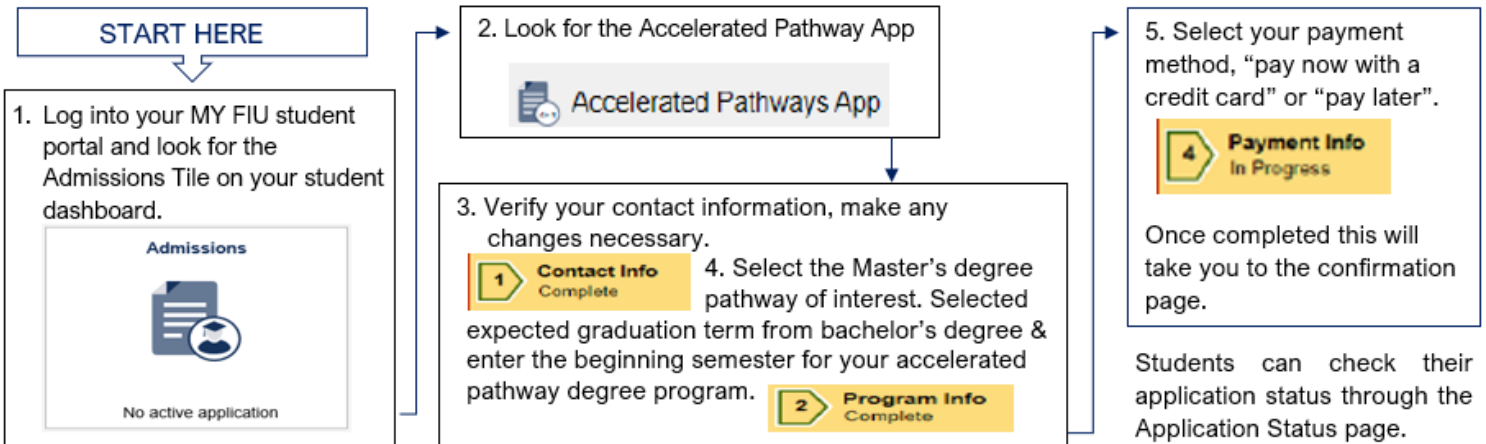 START HERE
1. Log into your MY FIU student
portal and look for the
Admissions Tile on your student
dashboard.
Admissions
No active application
2. Look for the Accelerated Pathway App
Accelerated Pathways App
3. Verify your contact information, make any
changes necessary.
1 Contact Info
Complete
4. Select the Master's degree
pathway of interest. Selected
expected graduation term from bachelor's degree &
enter the beginning semester for your accelerated
pathway degree program.
2 Program Info
Complete
5. Select your payment
method, “pay now with a
credit card” or “pay later”.
4 Payment Info
In Progress
Once completed this will
take you to the confirmation
page.
Students can check their
application status through the
Application Status page.